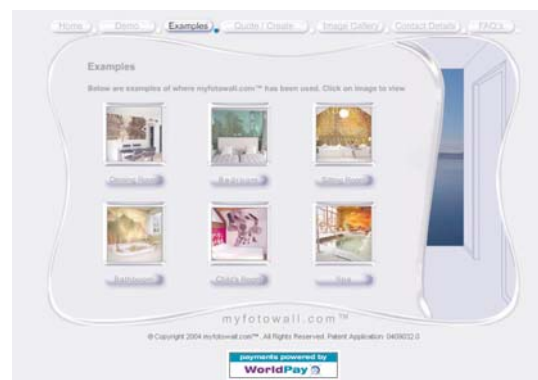 Home Demo Examples Quote / Create Image Gallery Contact Details FAQ's
Examples
Below are examples of where myfotowall.com™ has been used. Click on image to view
Dining Room Bedroom Sitting Room
Bathroom Child's Room Spa
myfotowall.com™
© Copyright 2004 myfotowall.com™. All Rights Reserved. Patent Application
payments powered by
WorldPay